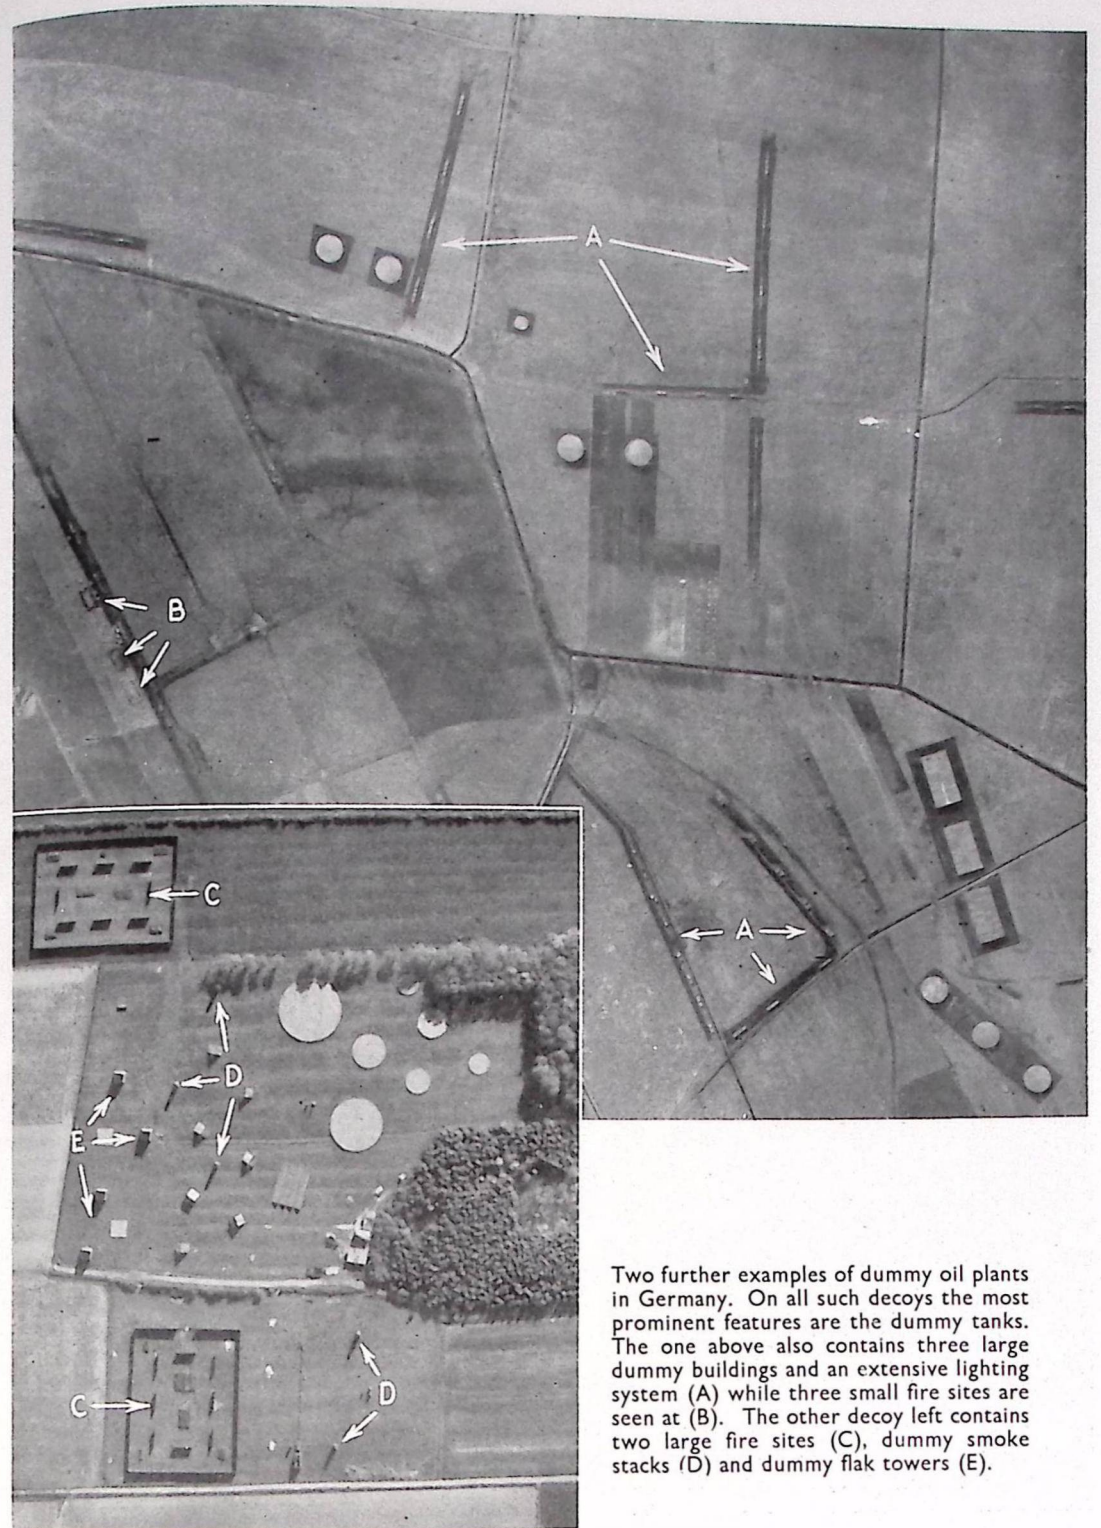 A
B
A
C
D
E
C
D
Two further examples of dummy oil plants
in Germany. On all such decoys the most
prominent features are the dummy tanks.
The one above also contains three large
dummy buildings and an extensive lighting
system (A) while three small fire sites are
seen at (B). The other decoy left contains
two large fire sites (C), dummy smoke
stacks (D) and dummy flak towers (E).